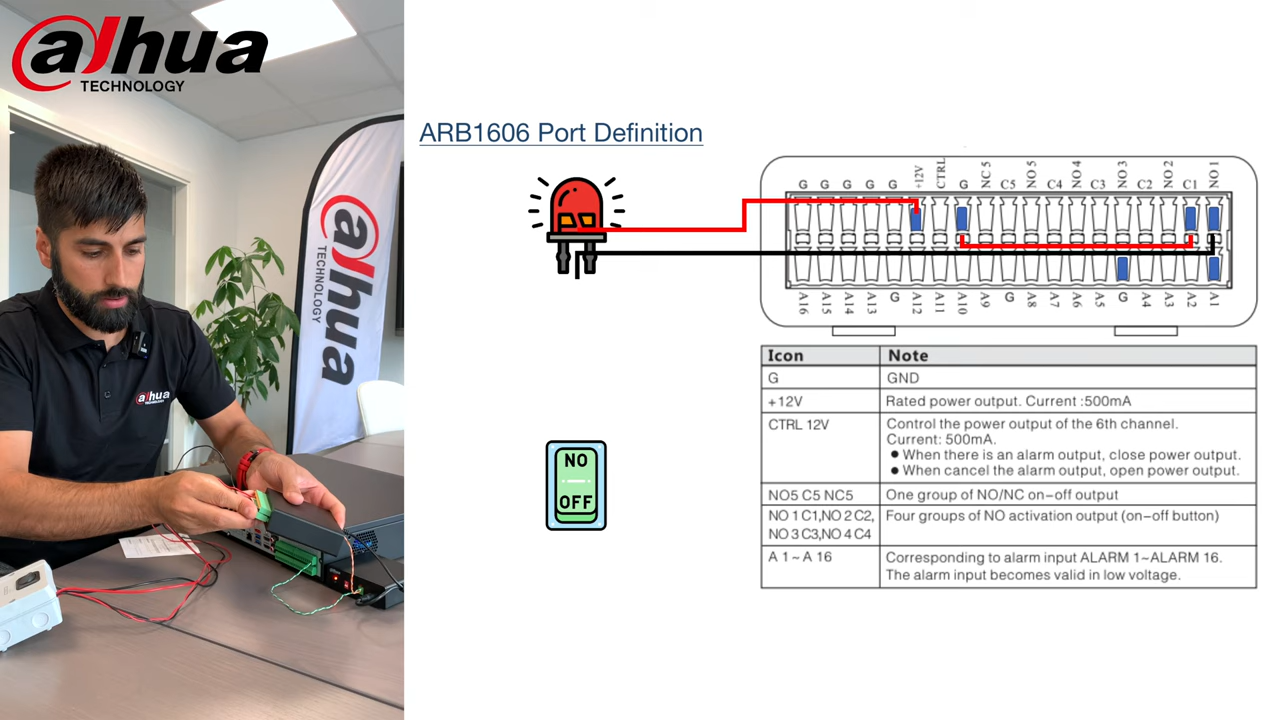 alhua
TECHNOLOGY
alhua
TECHNOLOGY
alhua
TECHNOLOGY
ARB1606 Port Definition
G G G G G +12V CTRL G NC 5 C5 NO 5 C4 NO 4 C3 NO 3 C2 NO 2 C1 NO 1
A16 A15 A14 A13 G A12 A11 A10 A9 G A8 A7 A6 A5 G A4 A3 A2 A1
NO
OFF
Icon Note
G GND
+12V Rated power output. Current :500mA
CTRL 12V Control the power output of the 6th channel.
Current: 500mA.
● When there is an alarm output, close power output.
● When cancel the alarm output, open power output.
NO5 C5 NC5 One group of NO/NC on-off output
NO 1 C1,NO 2 C2, Four groups of NO activation output (on-off button)
NO 3 C3,NO 4 C4
A 1 ~ A 16 Corresponding to alarm input ALARM 1~ALARM 16.
The alarm input becomes valid in low voltage.